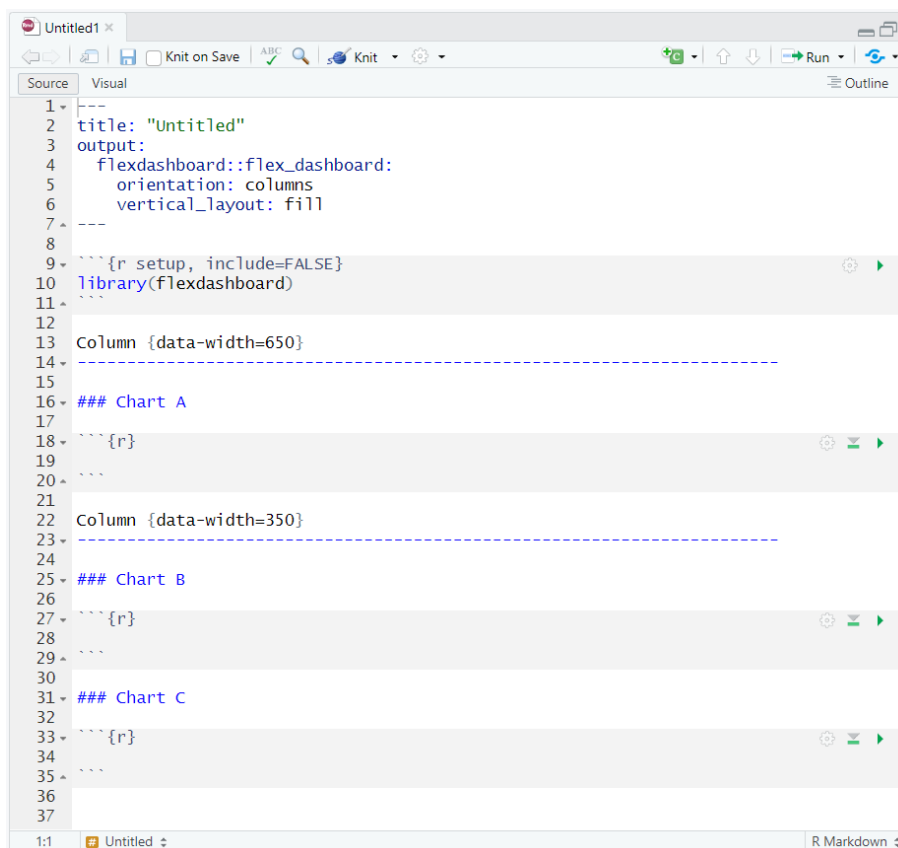 Untitled1
Knit on Save ABC Knit Run
Source Visual Outline
1 ---
2 title: "Untitled"
3 output:
4   flexdashboard::flex_dashboard:
5     orientation: columns
6     vertical_layout: fill
7 ---
8
9 ```{r setup, include=FALSE}
10 library(flexdashboard)
11 ```
12
13 Column {data-width=650}
14 -----------------------------------------------------------------------
15
16 ### Chart A
17
18 ```{r}
19
20 ```
21
22 Column {data-width=350}
23 -----------------------------------------------------------------------
24
25 ### Chart B
26
27 ```{r}
28
29 ```
30
31 ### Chart C
32
33 ```{r}
34
35 ```
36
37
1:1 # Untitled R Markdown